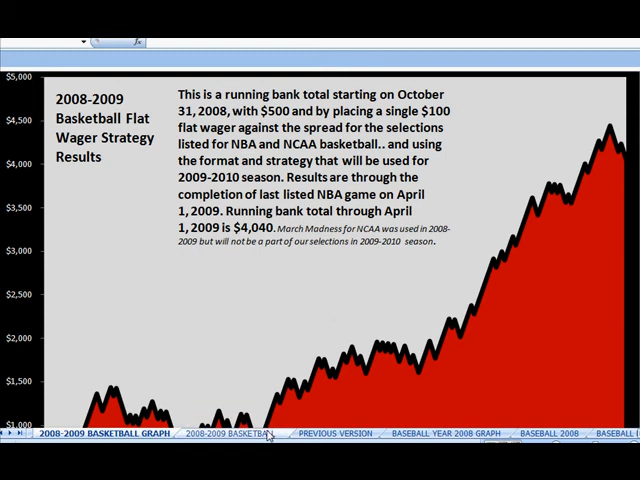 2008-2009
Basketball Flat
Wager Strategy
Results
This is a running bank total starting on October
31, 2008, with $500 and by placing a single $100
flat wager against the spread for the selections
listed for NBA and NCAA basketball.. and using
the format and strategy that will be used for
2009-2010 season. Results are through the
completion of last listed NBA game on April
1, 2009. Running bank total through April
1, 2009 is $4,040. March Madness for NCAA was used in 2008-
2009 but will not be a part of our selections in 2009-2010 season.
$5,000
$4,500
$4,000
$3,500
$3,000
$2,500
$2,000
$1,500
$1,000
2008-2009 BASKETBALL GRAPH 2008-2009 BASKETBAL PREVIOUS VERSION BASEBALL YEAR 2008 GRAPH BASEBALL 2008 BASEBALL